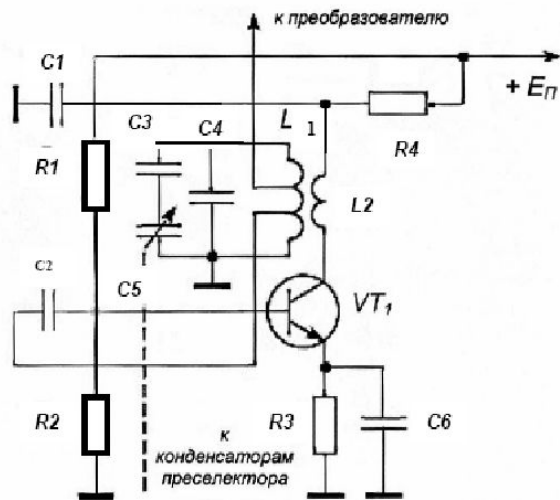 к преобразователю
C1
+ EП
C3
C4
L 1
R4
R1
L2
C2
C5
VT1
R2
R3
C6
к
конденсаторам
преселектора